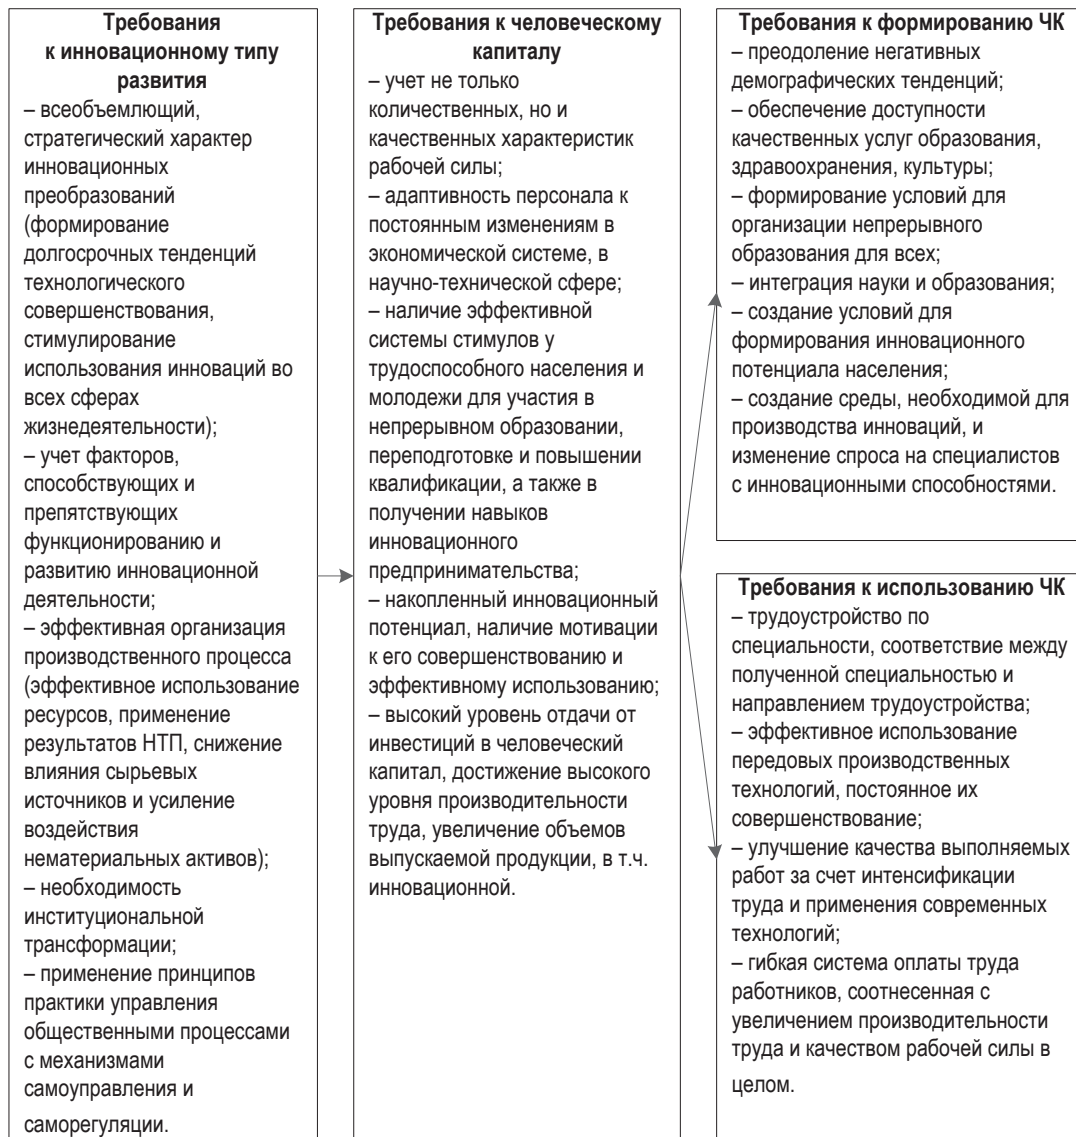 Требования
к инновационному типу
развития
– всеобъемлющий,
стратегический характер
инновационных
преобразований
(формирование
долгосрочных тенденций
технологического
совершенствования,
стимулирование
использования инноваций во
всех сферах
жизнедеятельности);
– учет факторов,
способствующих и
препятствующих
функционированию и
развитию инновационной
деятельности;
– эффективная организация
производственного процесса
(эффективное использование
ресурсов, применение
результатов НТП, снижение
влияния сырьевых
источников и усиление
воздействия
нематериальных активов);
– необходимость
институциональной
трансформации;
– применение принципов
практики управления
общественными процессами
с механизмами
самоуправления и
саморегуляции.
Требования к человеческому
капиталу
– учет не только
количественных, но и
качественных характеристик
рабочей силы;
– адаптивность персонала к
постоянным изменениям в
экономической системе, в
научно-технической сфере;
– наличие эффективной
системы стимулов у
трудоспособного населения и
молодежи для участия в
непрерывном образовании,
переподготовке и повышении
квалификации, а также в
получении навыков
инновационного
предпринимательства;
– накопленный инновационный
потенциал, наличие мотивации
к его совершенствованию и
эффективному использованию;
– высокий уровень отдачи от
инвестиций в человеческий
капитал, достижение высокого
уровня производительности
труда, увеличение объемов
выпускаемой продукции, в т.ч.
инновационной.
Требования к формированию ЧК
– преодоление негативных
демографических тенденций;
– обеспечение доступности
качественных услуг образования,
здравоохранения, культуры;
– формирование условий для
организации непрерывного
образования для всех;
– интеграция науки и образования;
– создание условий для
формирования инновационного
потенциала населения;
– создание среды, необходимой для
производства инноваций, и
изменение спроса на специалистов
с инновационными способностями.
Требования к использованию ЧК
– трудоустройство по
специальности, соответствие между
полученной специальностью и
направлением трудоустройства;
– эффективное использование
передовых производственных
технологий, постоянное их
совершенствование;
– улучшение качества выполняемых
работ за счет интенсификации
труда и применения современных
технологий;
– гибкая система оплаты труда
работников, соотнесенная с
увеличением производительности
труда и качеством рабочей силы в
целом.